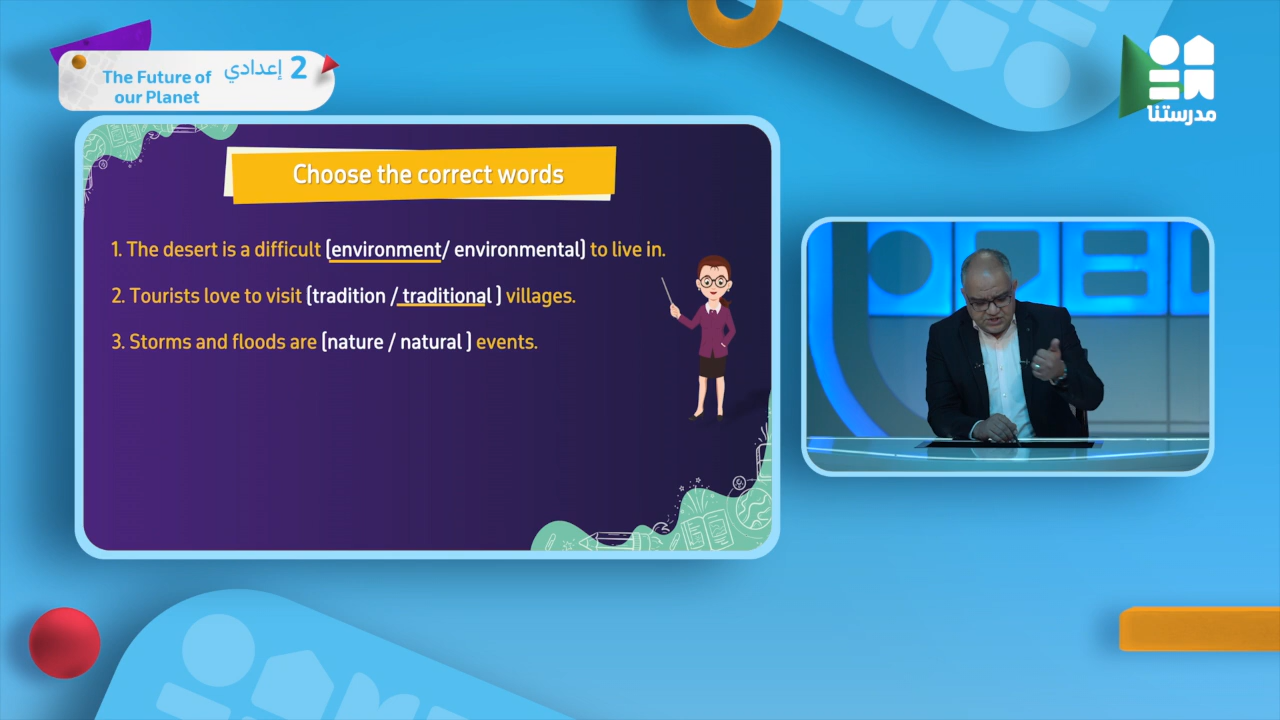 The Future of
our Planet
2 إعدادي
مدرستنا
Choose the correct words
1. The desert is a difficult (environment/ environmental) to live in.
2. Tourists love to visit (tradition / traditional ) villages.
3. Storms and floods are (nature / natural ) events.